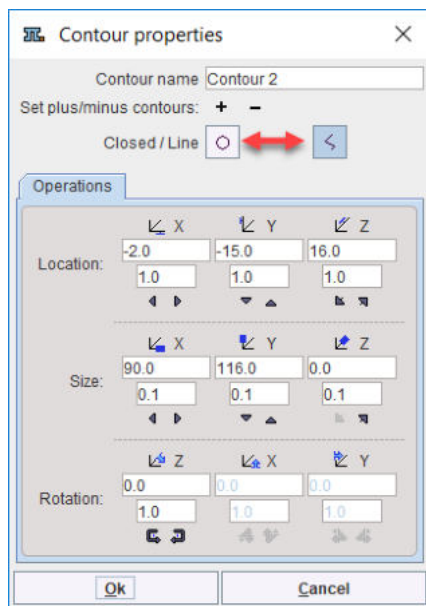 Contour properties
Contour name Contour 2
Set plus/minus contours: + −
Closed / Line
Operations
X Y Z
Location: -2.0 -15.0 16.0
1.0 1.0 1.0
X Y Z
Size: 90.0 116.0 0.0
0.1 0.1 0.1
Z X Y
Rotation: 0.0 0.0 0.0
1.0 1.0 1.0
Ok Cancel